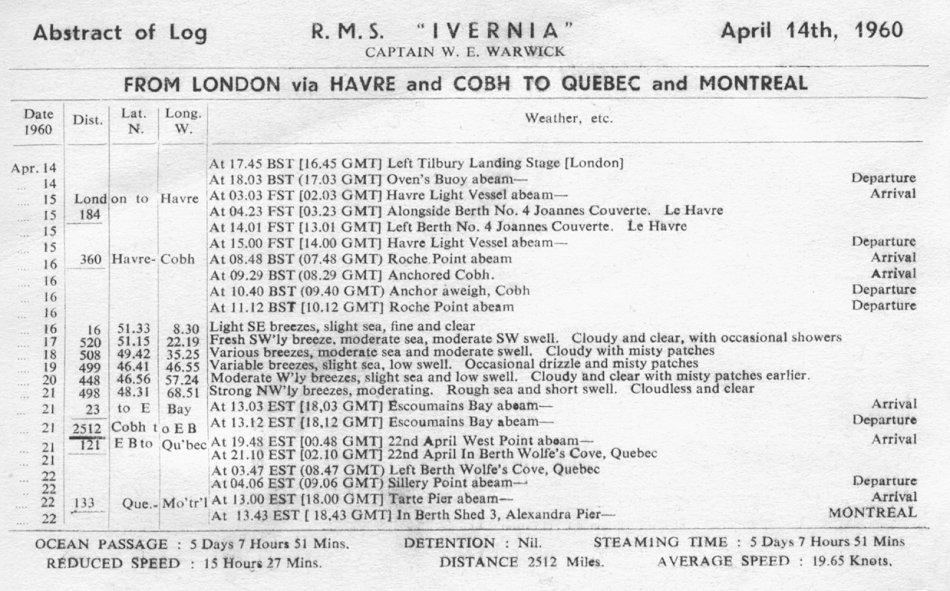 Abstract of Log R. M. S. "IVERNIA" April 14th, 1960
CAPTAIN W. E. WARWICK
FROM LONDON via HAVRE and COBH TO QUEBEC and MONTREAL
Date 1960 Dist. Lat. N. Long. W. Weather, etc.
Apr. 14 At 17.45 BST [16.45 GMT] Left Tilbury Landing Stage [London]
... 14 At 18.03 BST (17.03 GMT] Oven's Buoy abeam— Departure
... 15 Lond on to Havre At 03.03 FST [02.03 GMT] Havre Light Vessel abeam— Arrival
... 15 184 At 04.23 FST [03.23 GMT] Alongside Berth No. 4 Joannes Couverte. Le Havre
... 15 At 14.01 FST [13.01 GMT] Left Berth No. 4 Joannes Couverte. Le Havre
... 15 At 15.00 FST [14.00 GMT] Havre Light Vessel abeam— Departure
... 16 360 Havre- Cobh At 08.48 BST (07.48 GMT) Roche Point abeam Arrival
... 16 At 09.29 BST (08.29 GMT] Anchored Cobh. Arrival
... 16 At 10.40 BST (09.40 GMT) Anchor aweigh, Cobh Departure
... 16 At 11.12 BST [10.12 GMT] Roche Point abeam Departure
... 16 16 51.33 8.30 Light SE breezes, slight sea, fine and clear
... 17 520 51.15 22.19 Fresh SW'ly breeze, moderate sea, moderate SW swell. Cloudy and clear, with occasional showers
... 18 508 49.42 35.25 Various breezes, moderate sea and moderate swell. Cloudy with misty patches
... 19 499 46.41 46.55 Variable breezes, slight sea, low swell. Occasional drizzle and misty patches
... 20 448 46.56 57.24 Moderate W'ly breezes, slight sea and low swell. Cloudy and clear with misty patches earlier.
... 21 498 48.31 68.51 Strong NW'ly breezes, moderating. Rough sea and short swell. Cloudless and clear
... 21 23 to E Bay At 13.03 EST [18,03 GMT] Escoumains Bay abeam— Arrival
... 21 2512 Cobh t o E B At 13.12 EST [18,12 GMT] Escoumains Bay abeam— Departure
... 21 121 E B to Qu'bec At 19.48 EST [00.48 GMT] 22nd April West Point abeam— Arrival
... 21 At 21.10 EST [02.10 GMT] 22nd April In Berth Wolfe's Cove, Quebec
... 22 At 03.47 EST (08.47 GMT) Left Berth Wolfe's Cove, Quebec
... 22 At 04.06 EST (09.06 GMT) Sillery Point abeam— Departure
... 22 133 Que.- Mo'tr'l At 13.00 EST [18.00 GMT] Tarte Pier abeam— Arrival
... 22 At 13.43 EST [ 18,43 GMT] In Berth Shed 3, Alexandra Pier— MONTREAL
OCEAN PASSAGE : 5 Days 7 Hours 51 Mins. DETENTION : Nil. STEAMING TIME : 5 Days 7 Hours 51 Mins
REDUCED SPEED : 15 Hours 27 Mins. DISTANCE 2512 Miles. AVERAGE SPEED : 19.65 Knots.